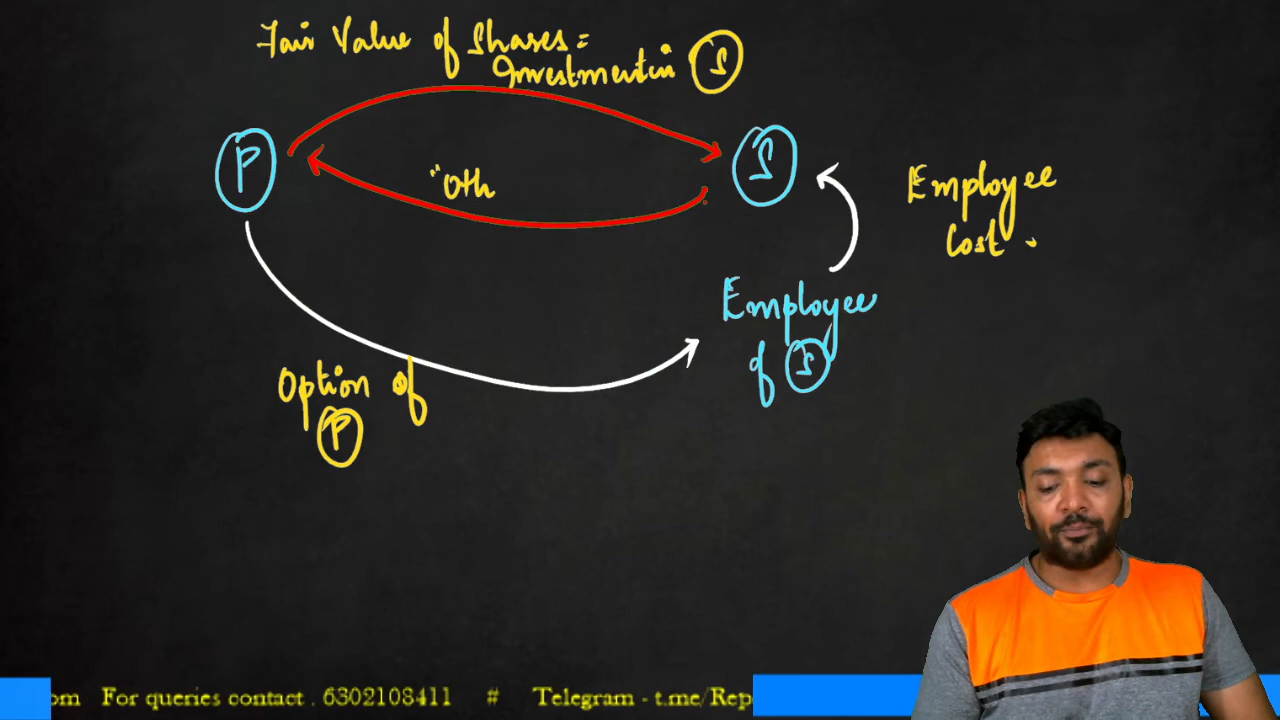 Fair Value of Shares =
Investment in S
P
S
"Oth
Employee
Cost.
Employee
of S
Option of
P
om For queries contact . 6302108411 # Telegram - t.me/Rep